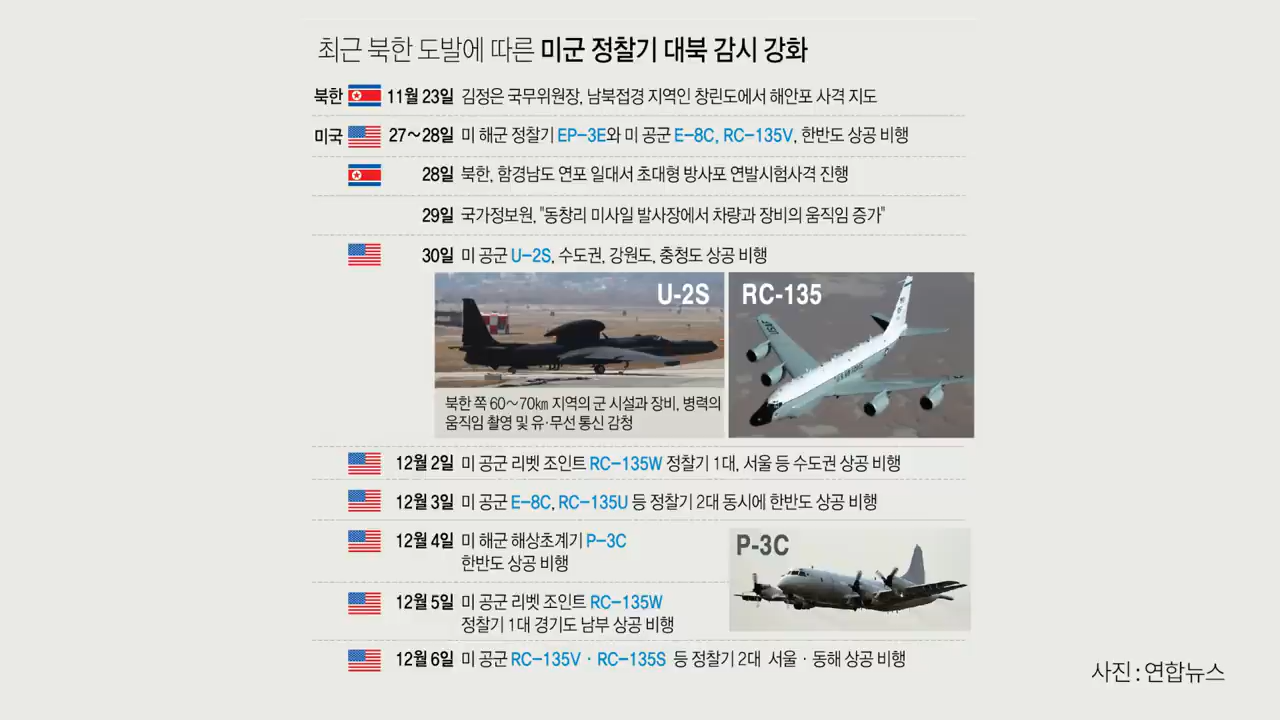 최근 북한 도발에 따른 미군 정찰기 대북 감시 강화
북한 11월 23일 김정은 국무위원장, 남북접경 지역인 창린도에서 해안포 사격 지도
미국 27~28일 미 해군 정찰기 EP-3E와 미 공군 E-8C, RC-135V, 한반도 상공 비행
28일 북한, 함경남도 연포 일대서 초대형 방사포 연발시험사격 진행
29일 국가정보원, "동창리 미사일 발사장에서 차량과 장비의 움직임 증가"
30일 미 공군 U-2S, 수도권, 강원도, 충청도 상공 비행
U-2S
RC-135
북한 쪽 60~70㎞ 지역의 군 시설과 장비, 병력의
움직임 촬영 및 유·무선 통신 감청
12월 2일 미 공군 리벳 조인트 RC-135W 정찰기 1대, 서울 등 수도권 상공 비행
12월 3일 미 공군 E-8C, RC-135U 등 정찰기 2대 동시에 한반도 상공 비행
12월 4일 미 해군 해상초계기 P-3C
한반도 상공 비행
P-3C
12월 5일 미 공군 리벳 조인트 RC-135W
정찰기 1대 경기도 남부 상공 비행
12월 6일 미 공군 RC-135V · RC-135S 등 정찰기 2대 서울 · 동해 상공 비행
사진 : 연합뉴스